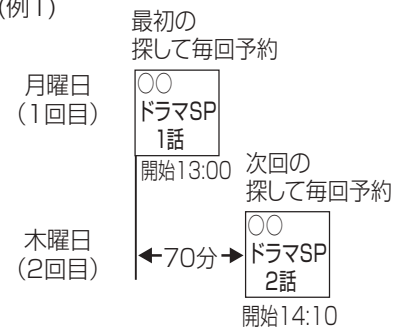 (例1)
最初の
探して毎回予約
月曜日
(1回目)
○○
ドラマSP
1話
開始13:00
次回の
探して毎回予約
木曜日
(2回目)
70分
○○
ドラマSP
2話
開始14:10